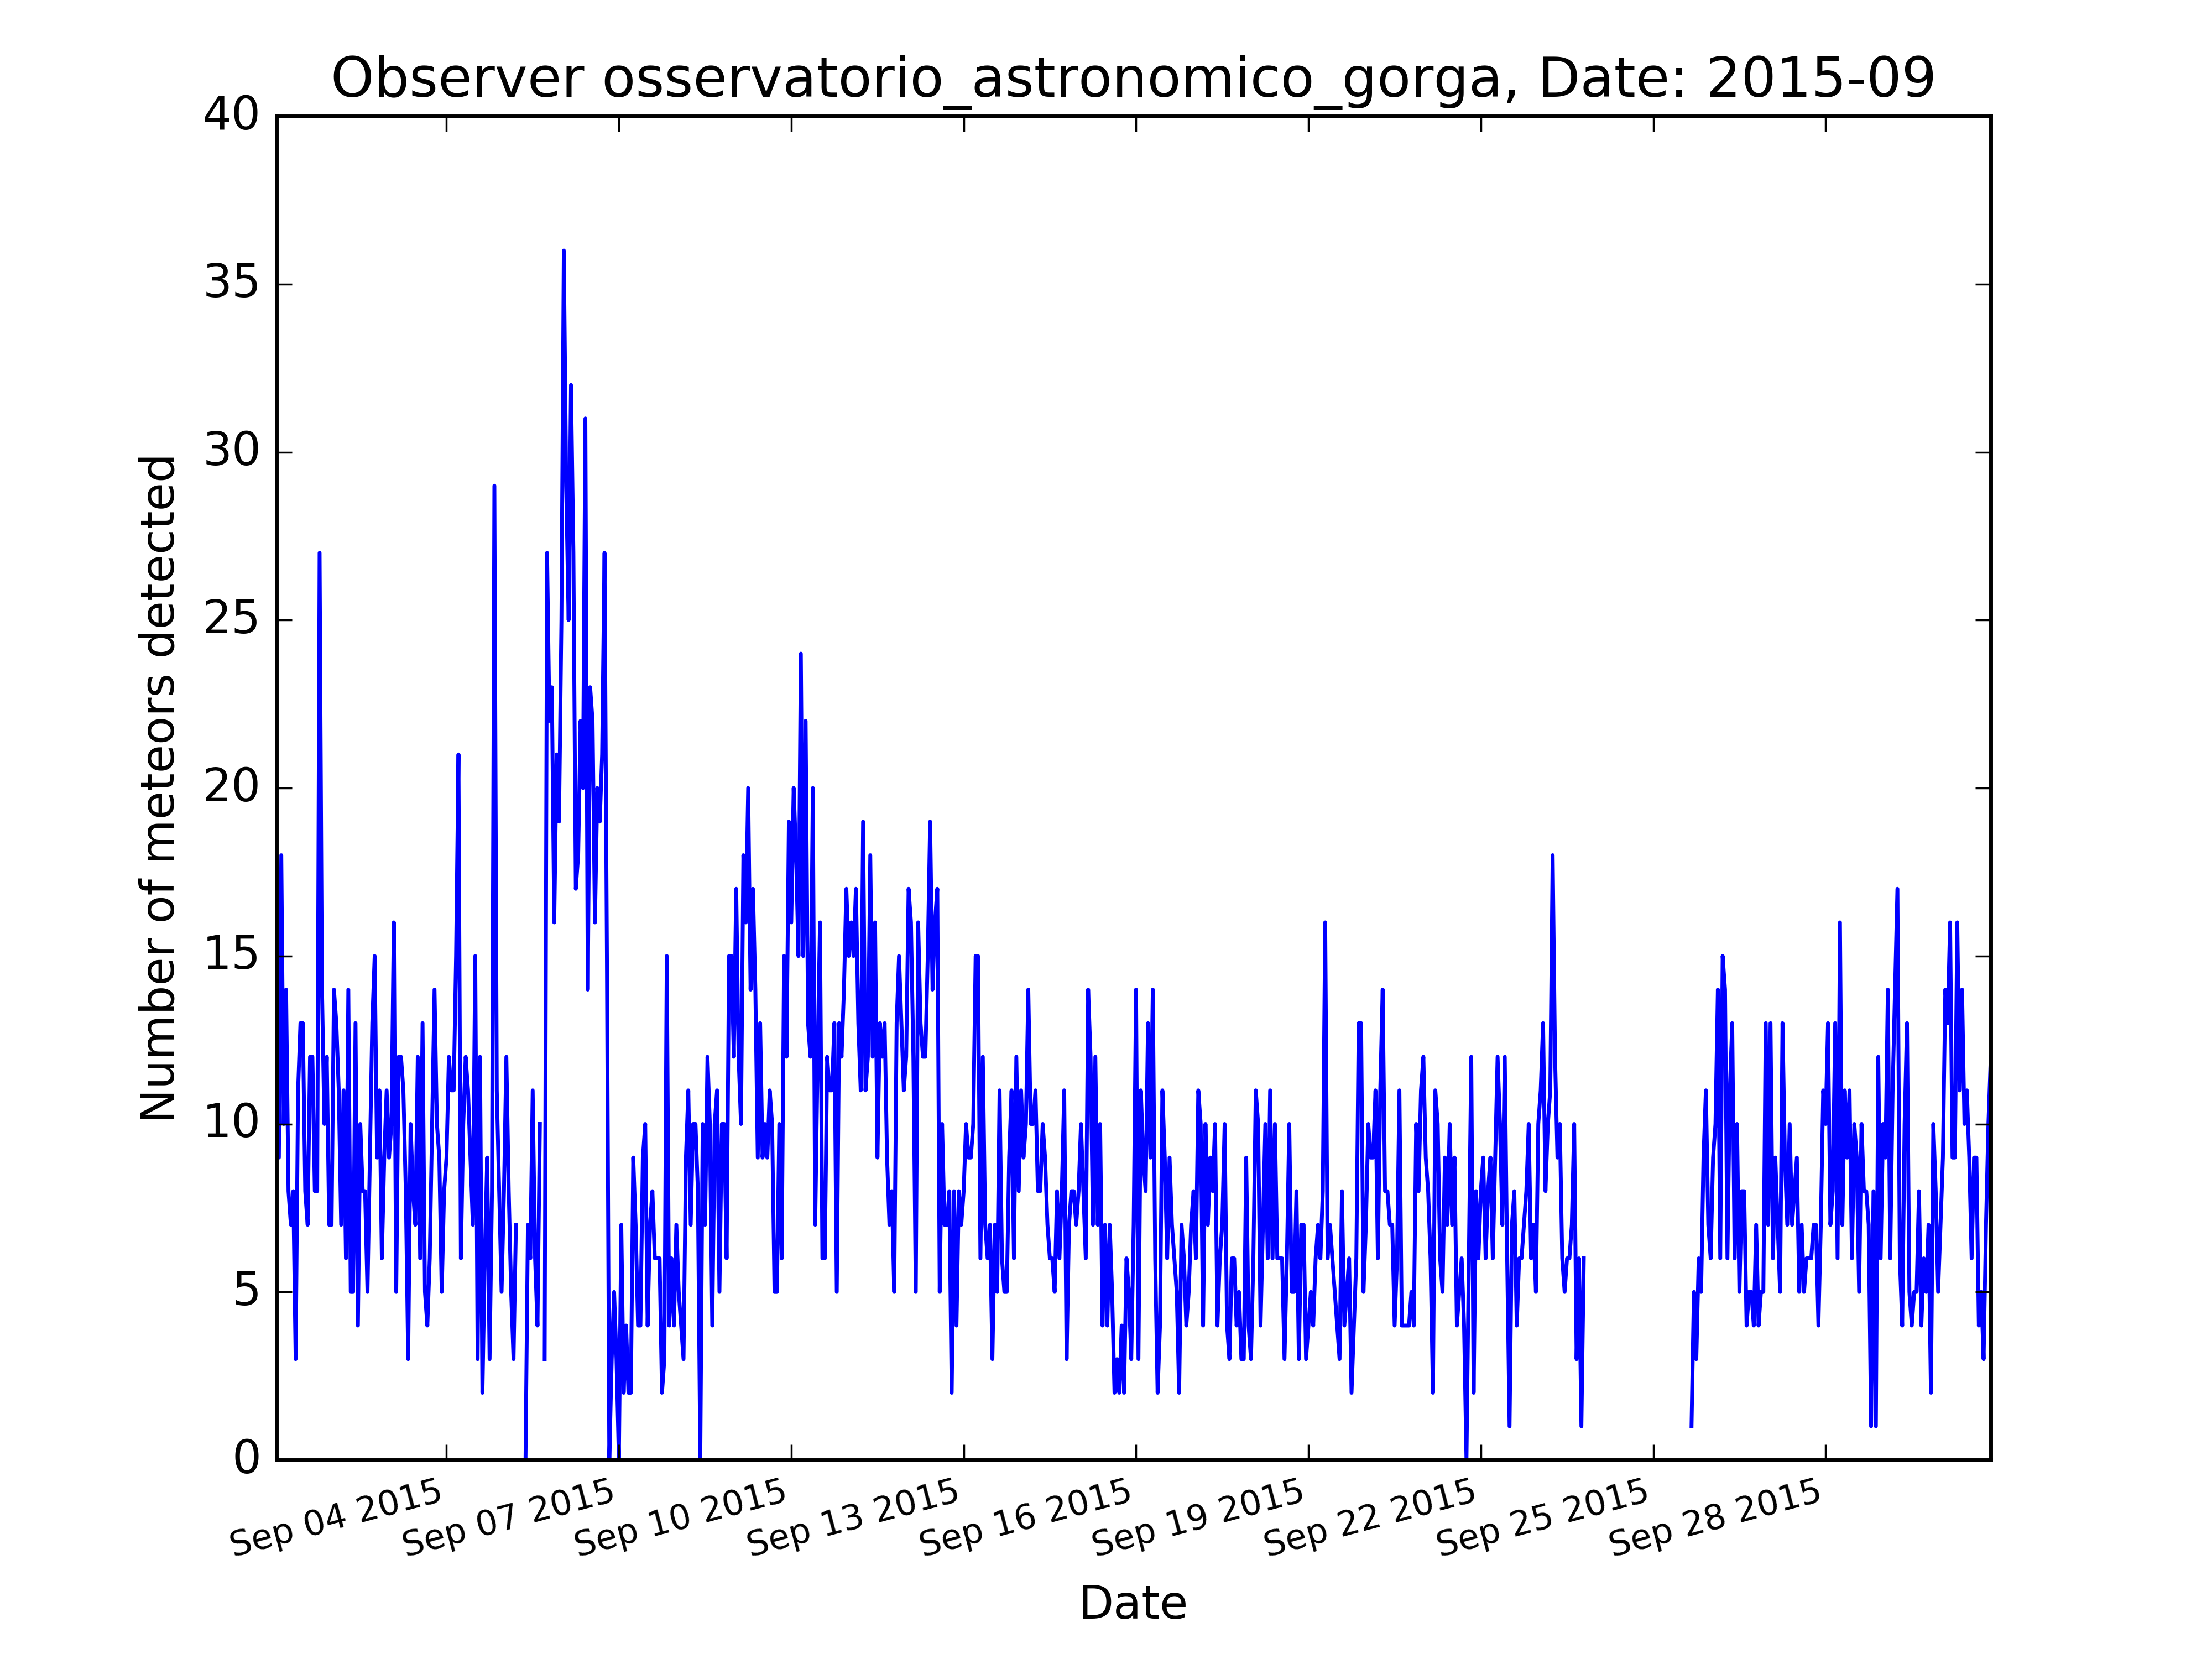 Observer osservatorio_astronomico_gorga, Date: 2015-09
40
35
30
25
20
15
10
5
0
Number of meteors detected
Sep 04 2015
Sep 07 2015
Sep 10 2015
Sep 13 2015
Sep 16 2015
Sep 19 2015
Sep 22 2015
Sep 25 2015
Sep 28 2015
Date